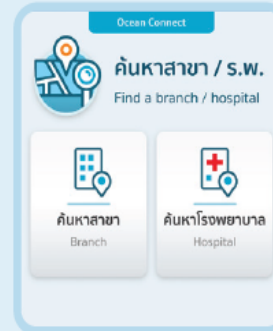 Ocean Connect
ค้นหาสาขา / ร.พ.
Find a branch / hospital
ค้นหาสาขา
Branch
ค้นหาโรงพยาบาล
Hospital